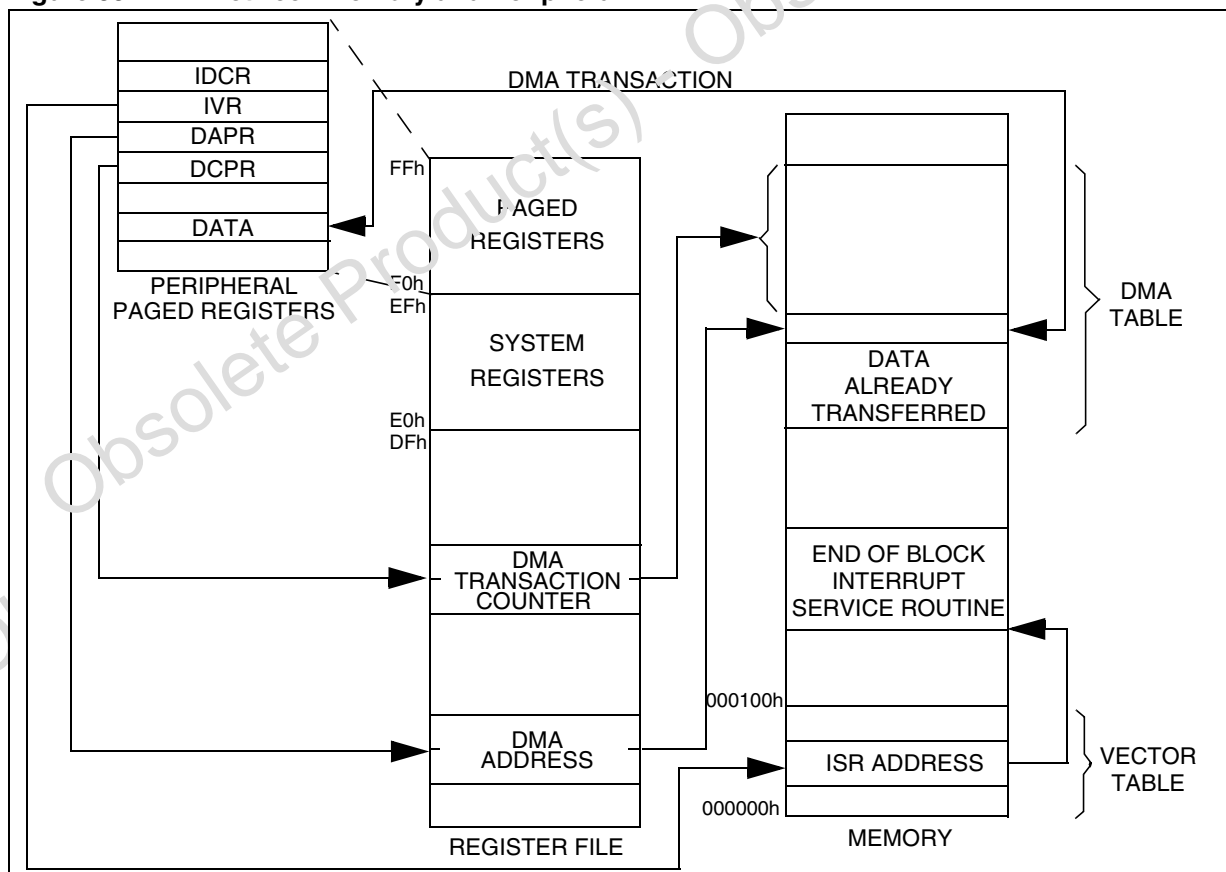 IDCR
IVR
DAPR
DCPR
DATA
PERIPHERAL
PAGED REGISTERS
DMA TRANSACTION
FFh
PAGED
REGISTERS
F0h
EFh
SYSTEM
REGISTERS
E0h
DFh
DMA
TRANSACTION
COUNTER
DMA
ADDRESS
REGISTER FILE
DATA
ALREADY
TRANSFERRED
END OF BLOCK
INTERRUPT
SERVICE ROUTINE
000100h
ISR ADDRESS
000000h
MEMORY
DMA
TABLE
VECTOR
TABLE
Obsolete Product(s) - Obs